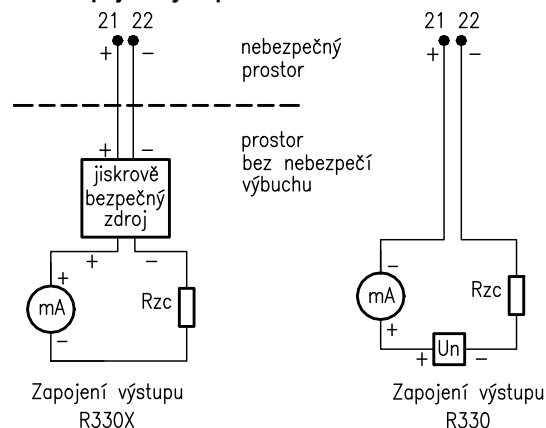 21 22
+ −
nebezpečný
prostor
prostor
bez nebezpečí
výbuchu
+ −
jiskrově
bezpečný
zdroj
+ −
+
mA
−
Rzc
Zapojení výstupu
R330X
21 22
+ −
−
mA
+
Rzc
+ Un −
Zapojení výstupu
R330